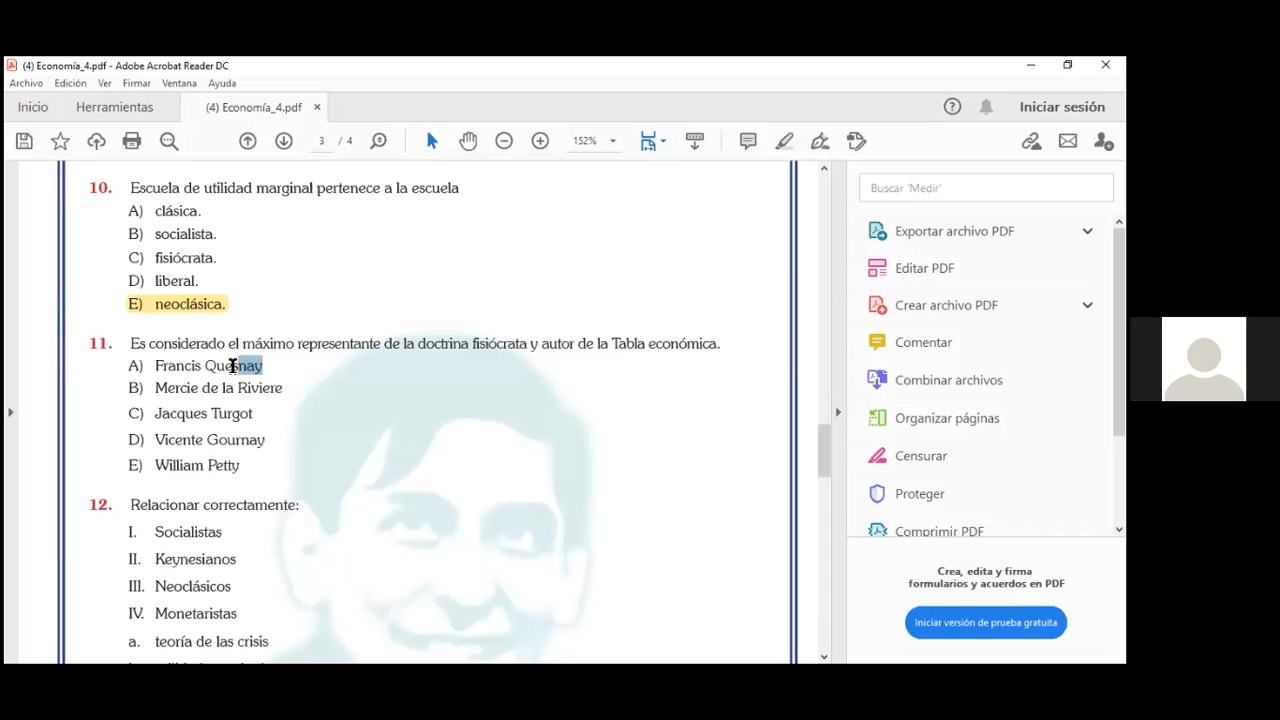 (4) Economía_4.pdf - Adobe Acrobat Reader DC
Archivo Edición Ver Firmar Ventana Ayuda
Inicio Herramientas (4) Economía_4.pdf × Iniciar sesión
3 / 4 152%
10. Escuela de utilidad marginal pertenece a la escuela
A) clásica.
B) socialista.
C) fisiócrata.
D) liberal.
E) neoclásica.
11. Es considerado el máximo representante de la doctrina fisiócrata y autor de la Tabla económica.
A) Francis Quesnay
B) Mercie de la Riviere
C) Jacques Turgot
D) Vicente Gournay
E) William Petty
12. Relacionar correctamente:
I. Socialistas
II. Keynesianos
III. Neoclásicos
IV. Monetaristas
a. teoría de las crisis
Buscar 'Medir'
Exportar archivo PDF
Editar PDF
Crear archivo PDF
Comentar
Combinar archivos
Organizar páginas
Censurar
Proteger
Comprimir PDF
Crea, edita y firma
formularios y acuerdos en PDF
Iniciar versión de prueba gratuita